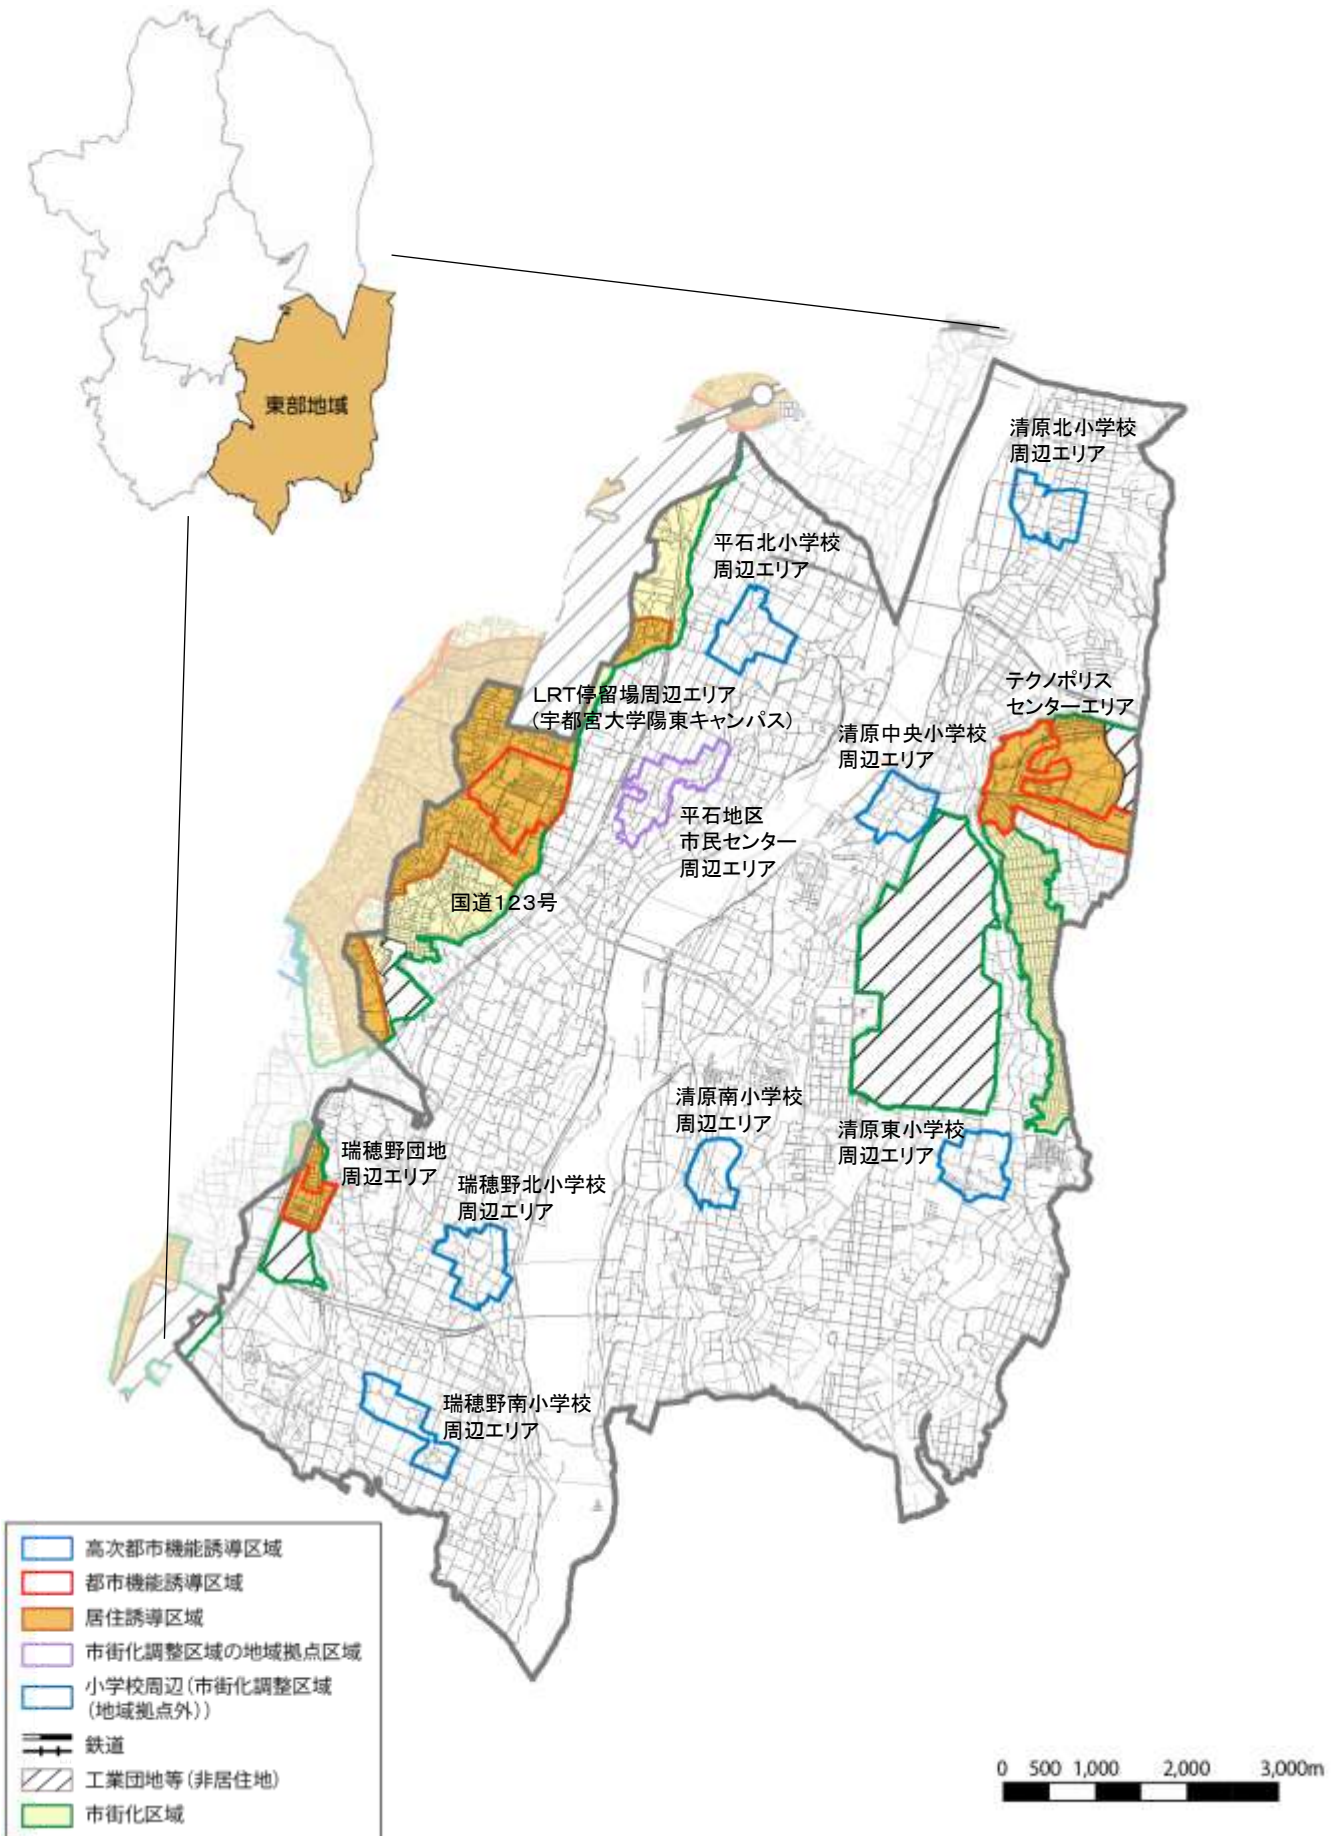 東部地域
清原北小学校
周辺エリア
平石北小学校
周辺エリア
LRT停留場周辺エリア
(宇都宮大学陽東キャンパス)
テクノポリス
センターエリア
清原中央小学校
周辺エリア
平石地区
市民センター
周辺エリア
国道123号
清原南小学校
周辺エリア
清原東小学校
周辺エリア
瑞穂野団地
周辺エリア
瑞穂野北小学校
周辺エリア
瑞穂野南小学校
周辺エリア
高次都市機能誘導区域
都市機能誘導区域
居住誘導区域
市街化調整区域の地域拠点区域
小学校周辺(市街化調整区域
(地域拠点外))
鉄道
工業団地等(非居住地)
市街化区域
0 500 1,000 2,000 3,000m